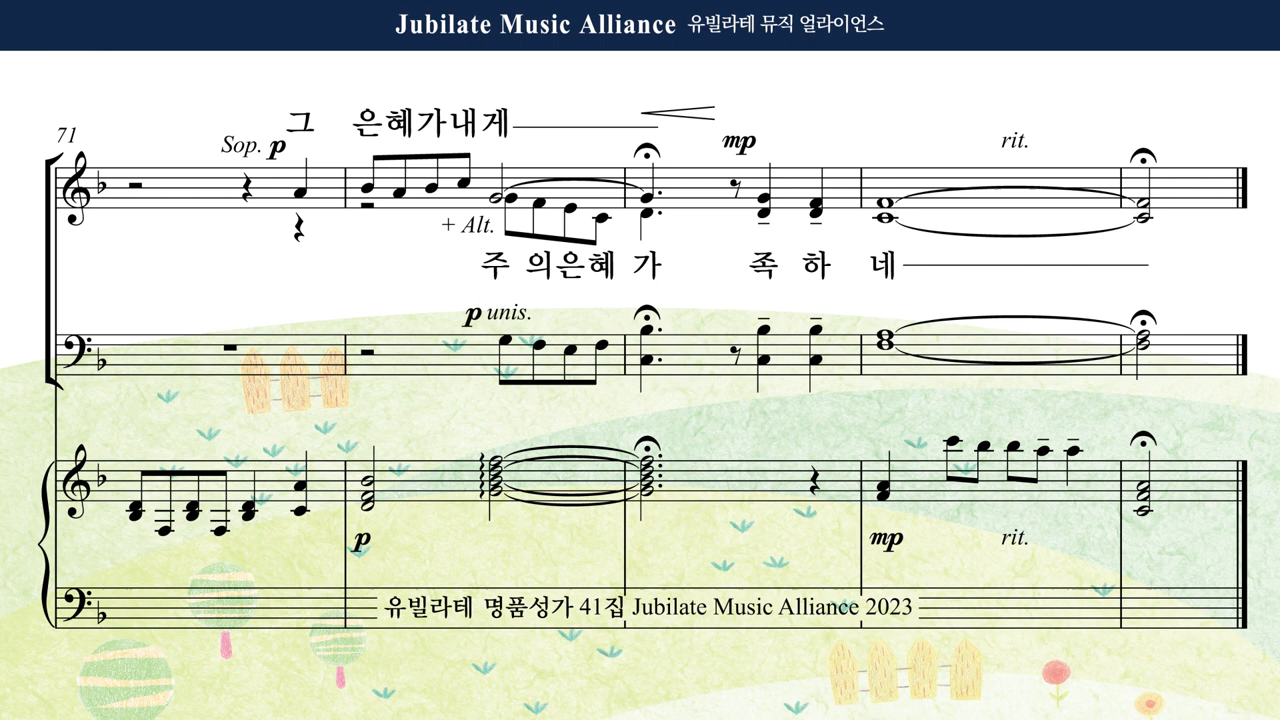 Jubilate Music Alliance 유빌라테 뮤직 얼라이언스
71
Sop. p
그 은혜가내게
mp
rit.
+ Alt.
주 의은혜 가 족 하 네
p unis.
p
mp
rit.
유빌라테 명품성가 41집 Jubilate Music Alliance 2023